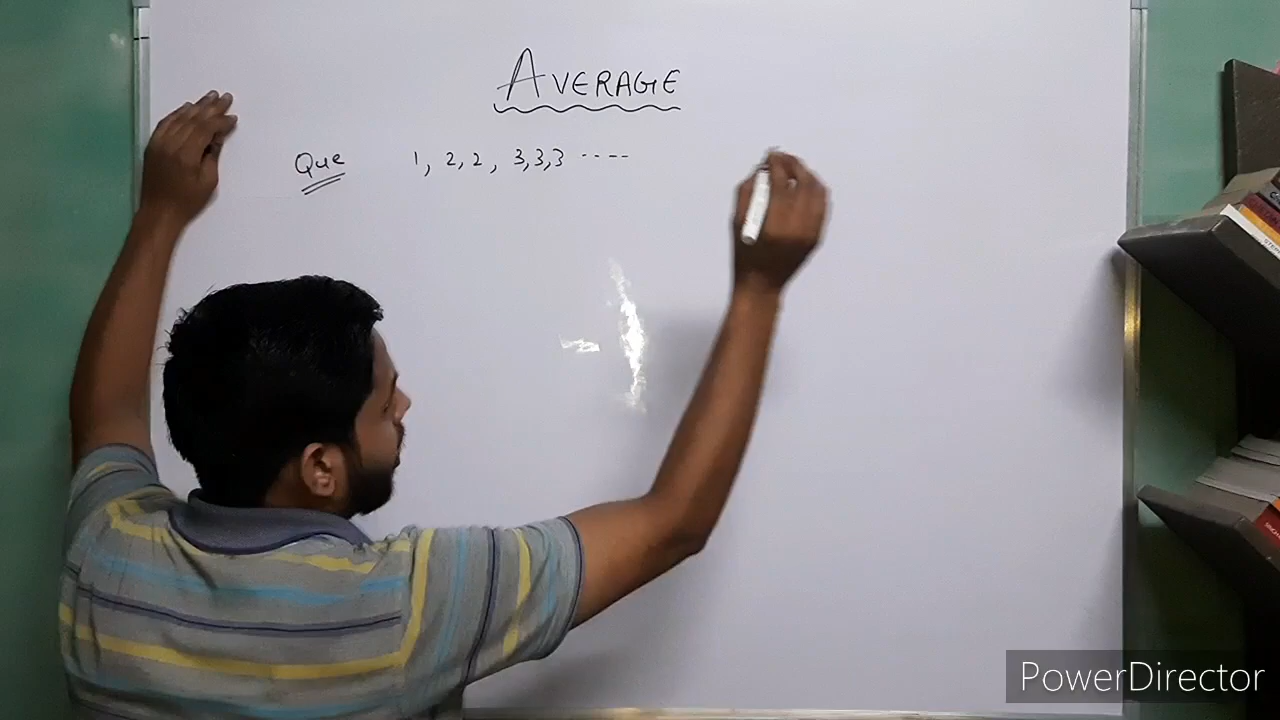 AVERAGE
Que 1, 2,2, 3,3,3 ----
PowerDirector